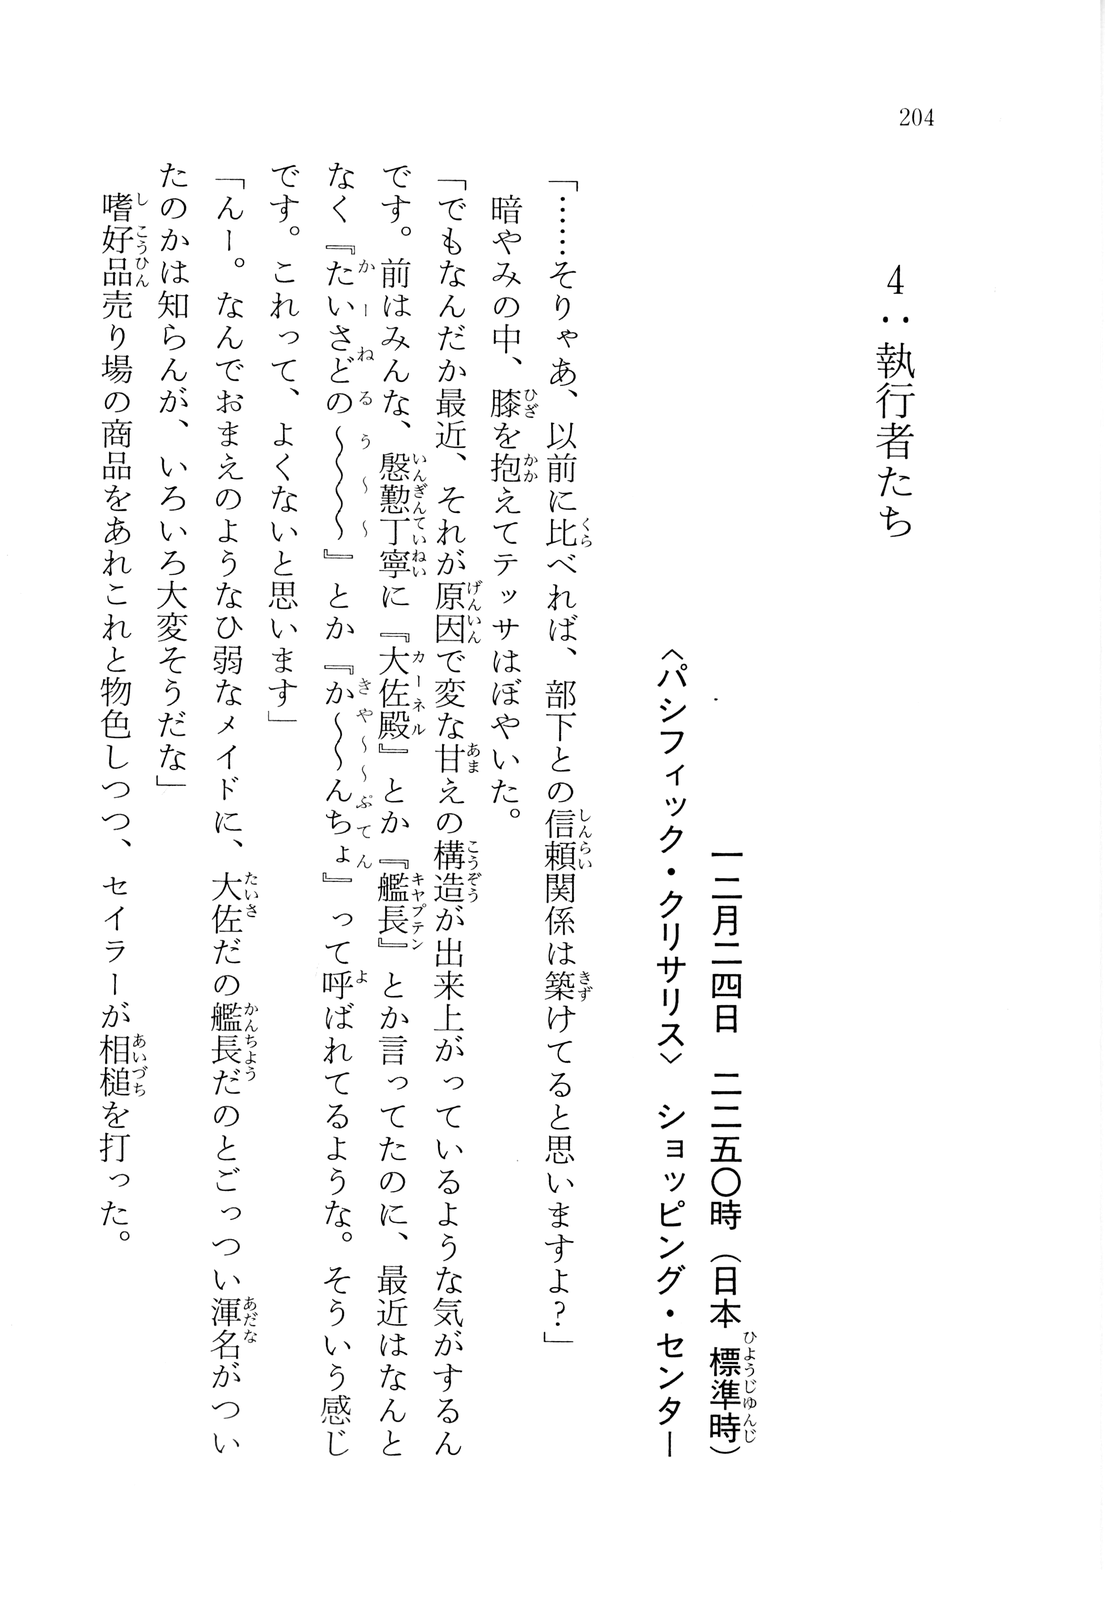 204
4：執行者たち
一二月二四日　二二五〇時（日本標準時）
〈パシフィック・クリサリス〉　ショッピング・センター
「……そりゃあ、以前に比べれば、部下との信頼関係は築けてると思いますよ？」
　暗やみの中、膝を抱えてテッサはぼやいた。
「でもなんだか最近、それが原因で変な甘えの構造が出来上がっているような気がするん
です。前はみんな、慇懃丁寧に『大佐殿』とか『艦長』とか言ってたのに、最近はなんと
なく『たいさどの〜〜〜〜』とか『か〜〜んちょ』って呼ばれてるような。そういう感じ
です。これって、よくないと思います」
「んー。なんでおまえのようなひ弱なメイドに、大佐だの艦長だのとごっつい渾名がつい
たのかは知らんが、いろいろ大変そうだな」
　嗜好品売り場の商品をあれこれと物色しつつ、セイラーが相槌を打った。